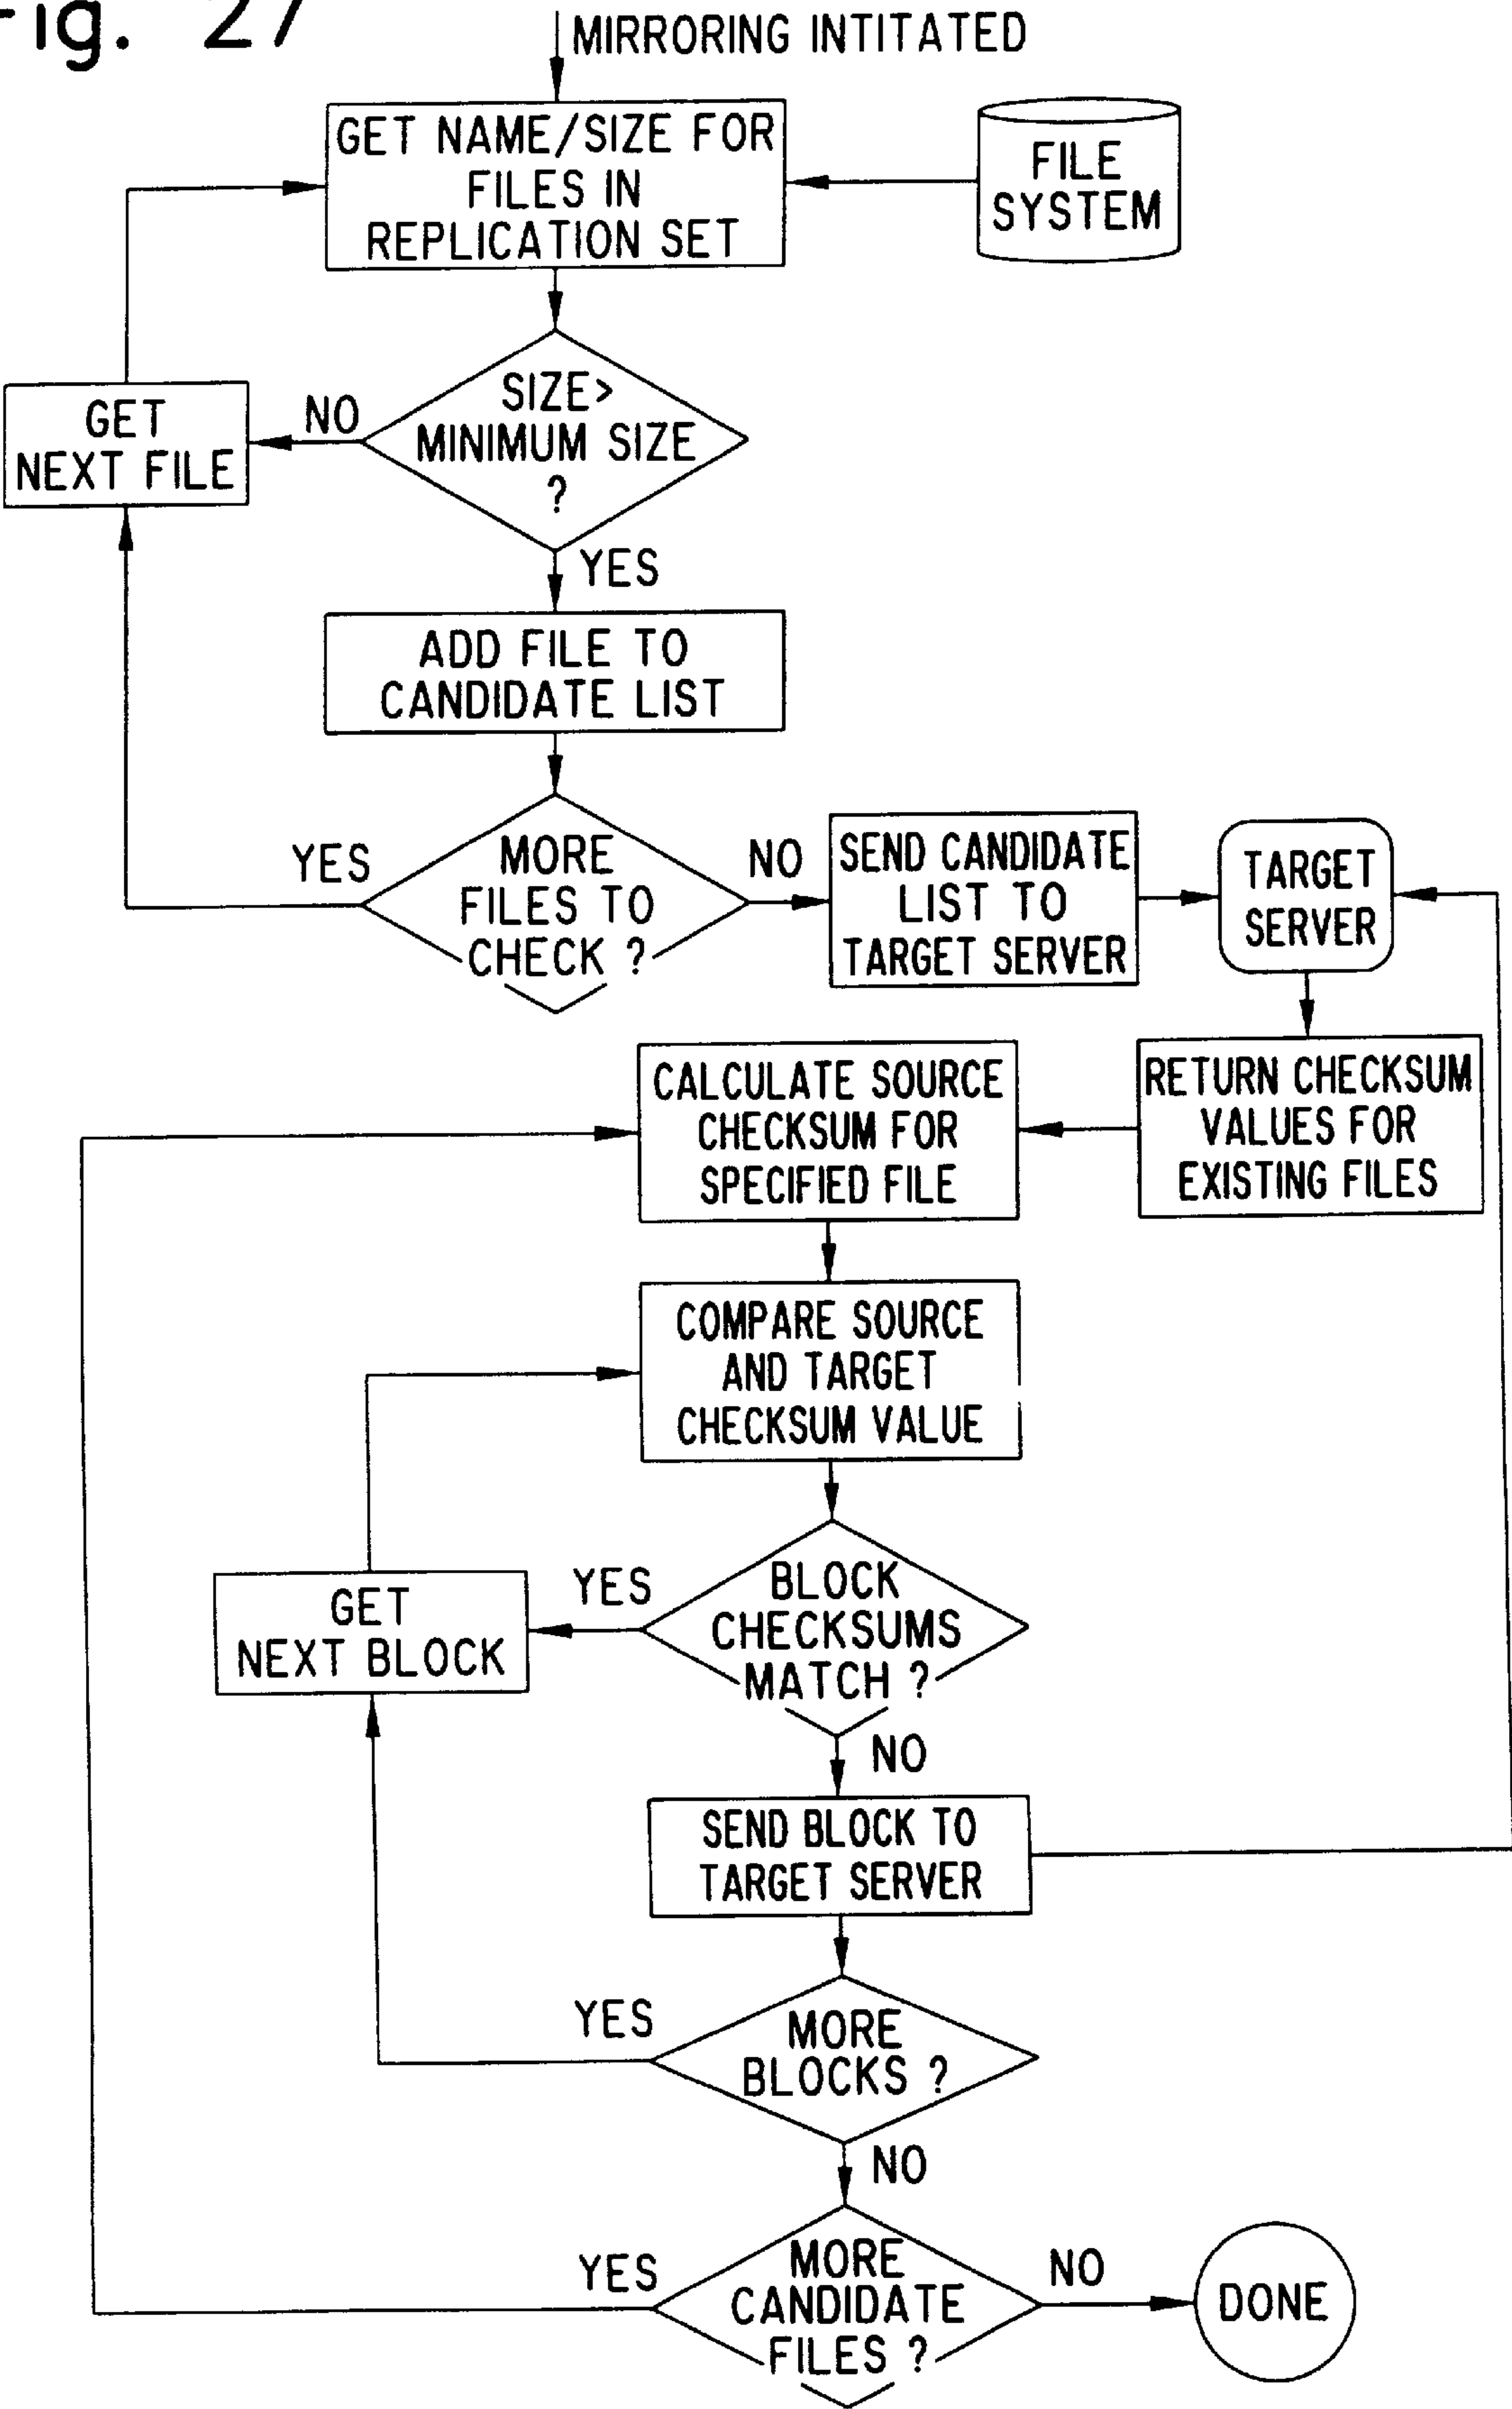 Fig. 27
MIRRORING INTITATED
GET NAME/SIZE FOR
FILES IN
REPLICATION SET
FILE
SYSTEM
SIZE>
MINIMUM SIZE
?
NO
GET
NEXT FILE
YES
ADD FILE TO
CANDIDATE LIST
YES
MORE
FILES TO
CHECK ?
NO
SEND CANDIDATE
LIST TO
TARGET SERVER
TARGET
SERVER
RETURN CHECKSUM
VALUES FOR
EXISTING FILES
CALCULATE SOURCE
CHECKSUM FOR
SPECIFIED FILE
COMPARE SOURCE
AND TARGET
CHECKSUM VALUE
BLOCK
CHECKSUMS
MATCH ?
YES
GET
NEXT BLOCK
NO
SEND BLOCK TO
TARGET SERVER
YES
MORE
BLOCKS ?
NO
YES
MORE
CANDIDATE
FILES ?
NO
DONE